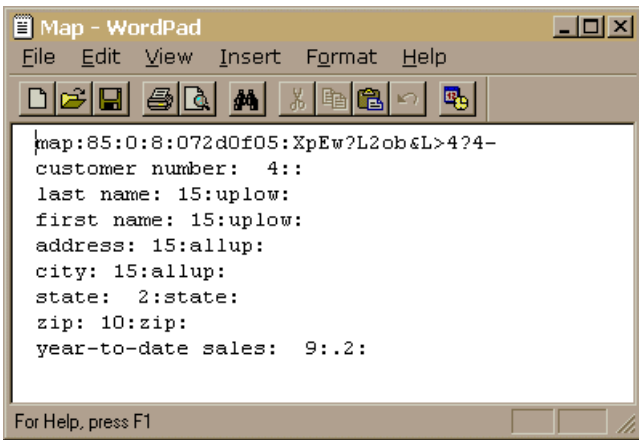 Map - WordPad
File Edit View Insert Format Help
map:85:0:8:072d0f05:XpEw?L2ob&L>4?4-
customer number:  4::
last name: 15:uplow:
first name: 15:uplow:
address: 15:allup:
city: 15:allup:
state:  2:state:
zip: 10:zip:
year-to-date sales:  9:.2:
For Help, press F1